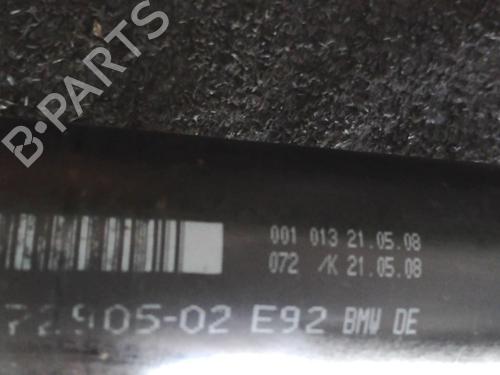 B-PARTS
001 013 21.05.08
072 /K 21.05.08
72905-02 E92 BMW DE